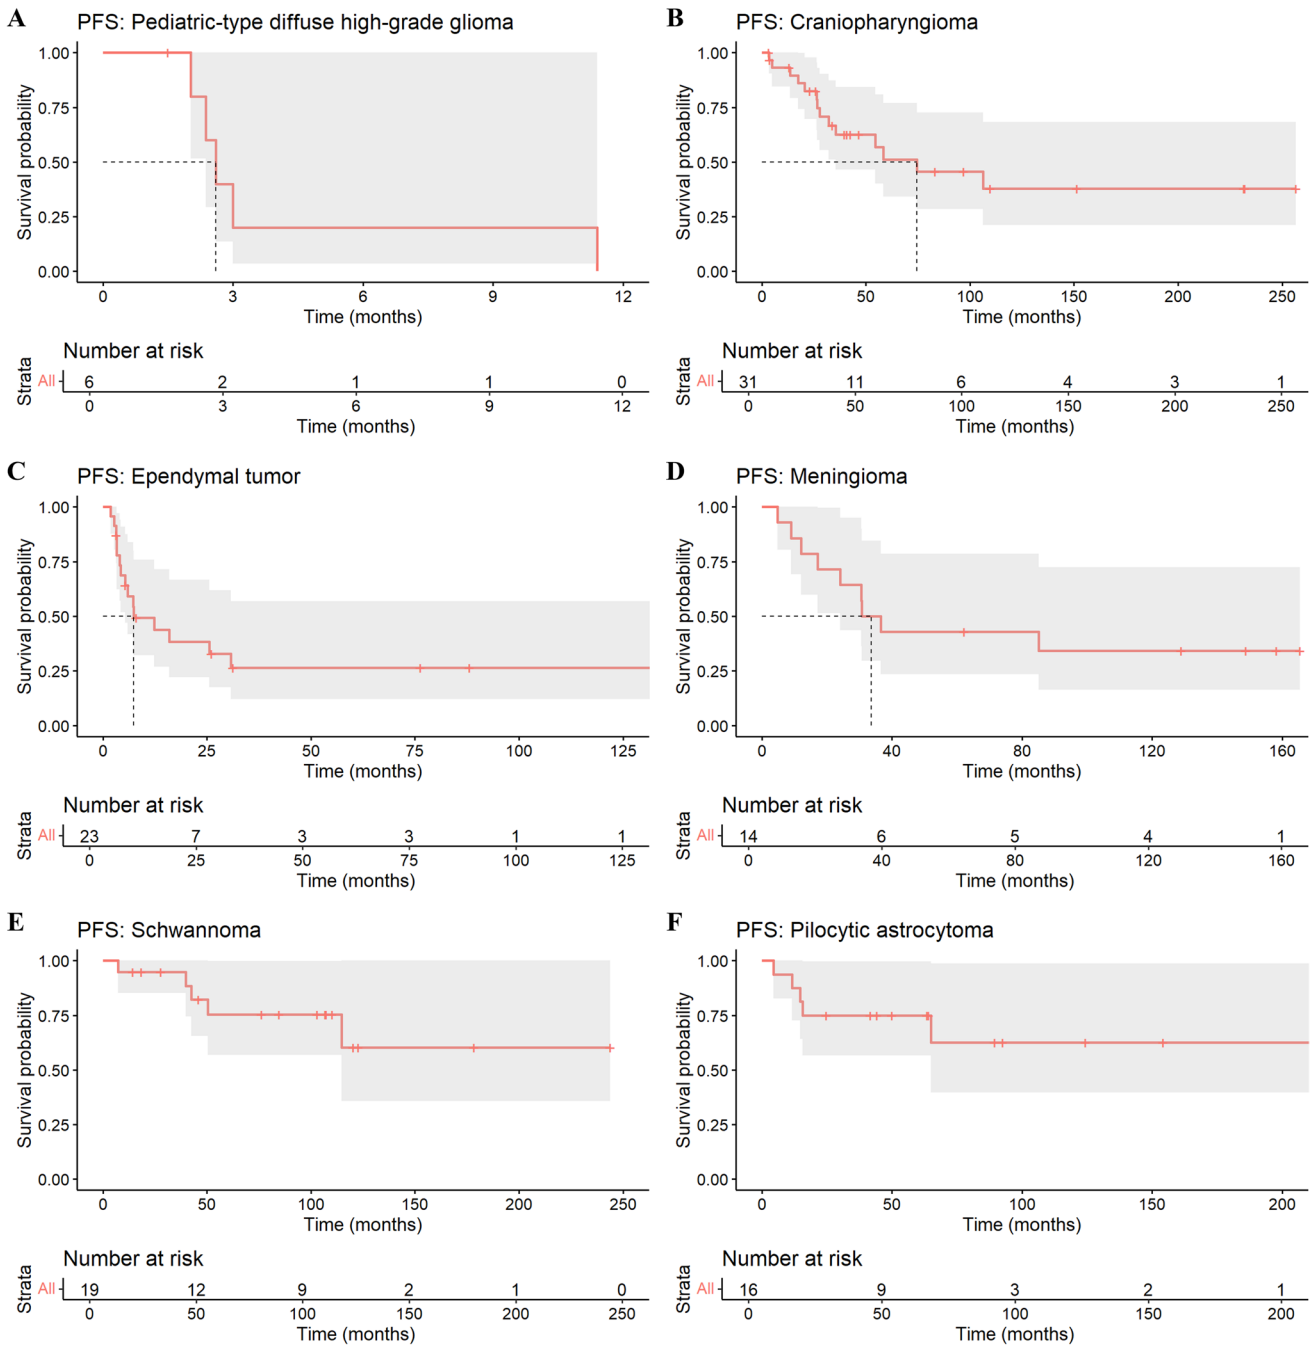 A
PFS: Pediatric-type diffuse high-grade glioma
Survival probability
1.00
0.75
0.50
0.25
0.00
0 3 6 9 12
Time (months)
Number at risk
Strata
All 6 2 1 1 0
0 3 6 9 12
Time (months)
B
PFS: Craniopharyngioma
Survival probability
1.00
0.75
0.50
0.25
0.00
0 50 100 150 200 250
Time (months)
Number at risk
Strata
All 31 11 6 4 3 1
0 50 100 150 200 250
Time (months)
C
PFS: Ependymal tumor
Survival probability
1.00
0.75
0.50
0.25
0.00
0 25 50 75 100 125
Time (months)
Number at risk
Strata
All 23 7 3 3 1 1
0 25 50 75 100 125
Time (months)
D
PFS: Meningioma
Survival probability
1.00
0.75
0.50
0.25
0.00
0 40 80 120 160
Time (months)
Number at risk
Strata
All 14 6 5 4 1
0 40 80 120 160
Time (months)
E
PFS: Schwannoma
Survival probability
1.00
0.75
0.50
0.25
0.00
0 50 100 150 200 250
Time (months)
Number at risk
Strata
All 19 12 9 2 1 0
0 50 100 150 200 250
Time (months)
F
PFS: Pilocytic astrocytoma
Survival probability
1.00
0.75
0.50
0.25
0.00
0 50 100 150 200
Time (months)
Number at risk
Strata
All 16 9 3 2 1
0 50 100 150 200
Time (months)